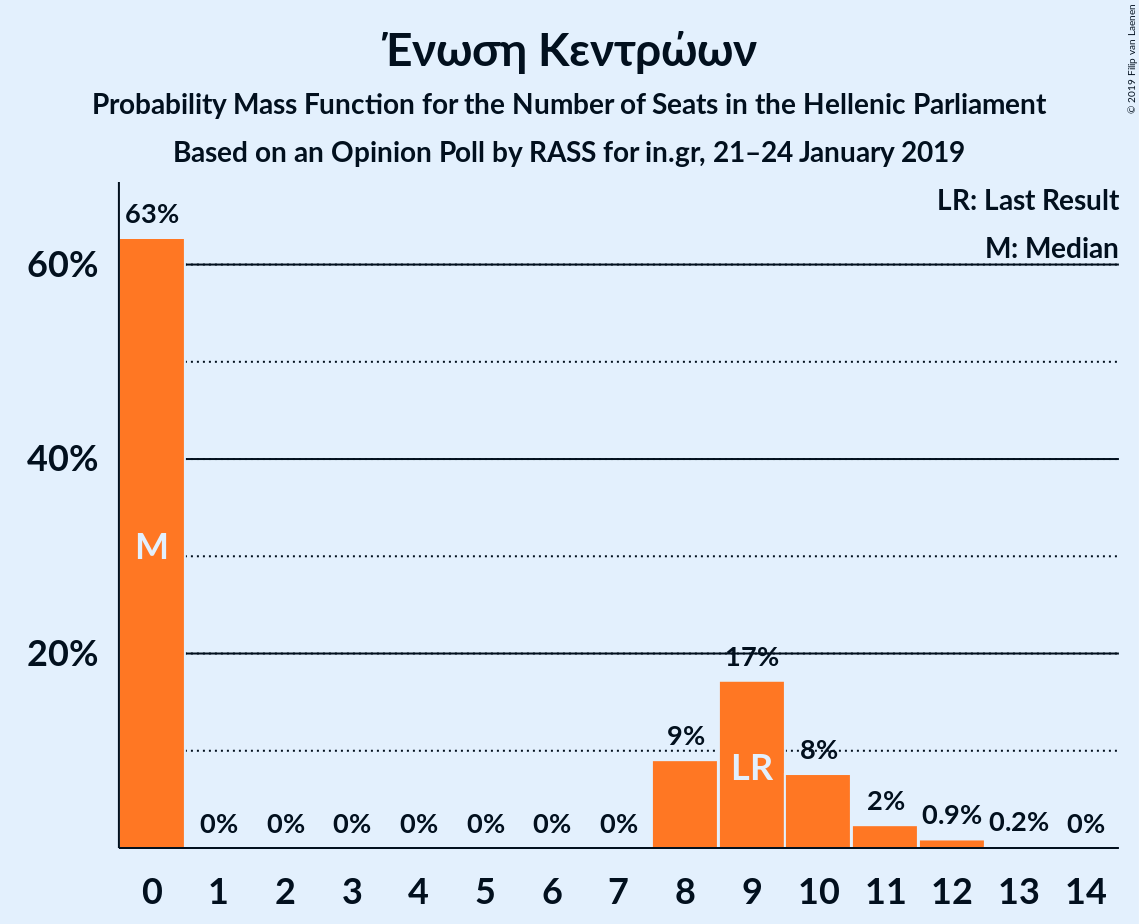 Ένωση Κεντρώων
Probability Mass Function for the Number of Seats in the Hellenic Parliament
Based on an Opinion Poll by RASS for in.gr, 21–24 January 2019
© 2019 Filip van Laenen
LR: Last Result
M: Median
63%
60%
40%
20%
M
0% 0% 0% 0% 0% 0% 0% 9% 17% 8% 2% 0.9% 0.2% 0%
LR
0 1 2 3 4 5 6 7 8 9 10 11 12 13 14